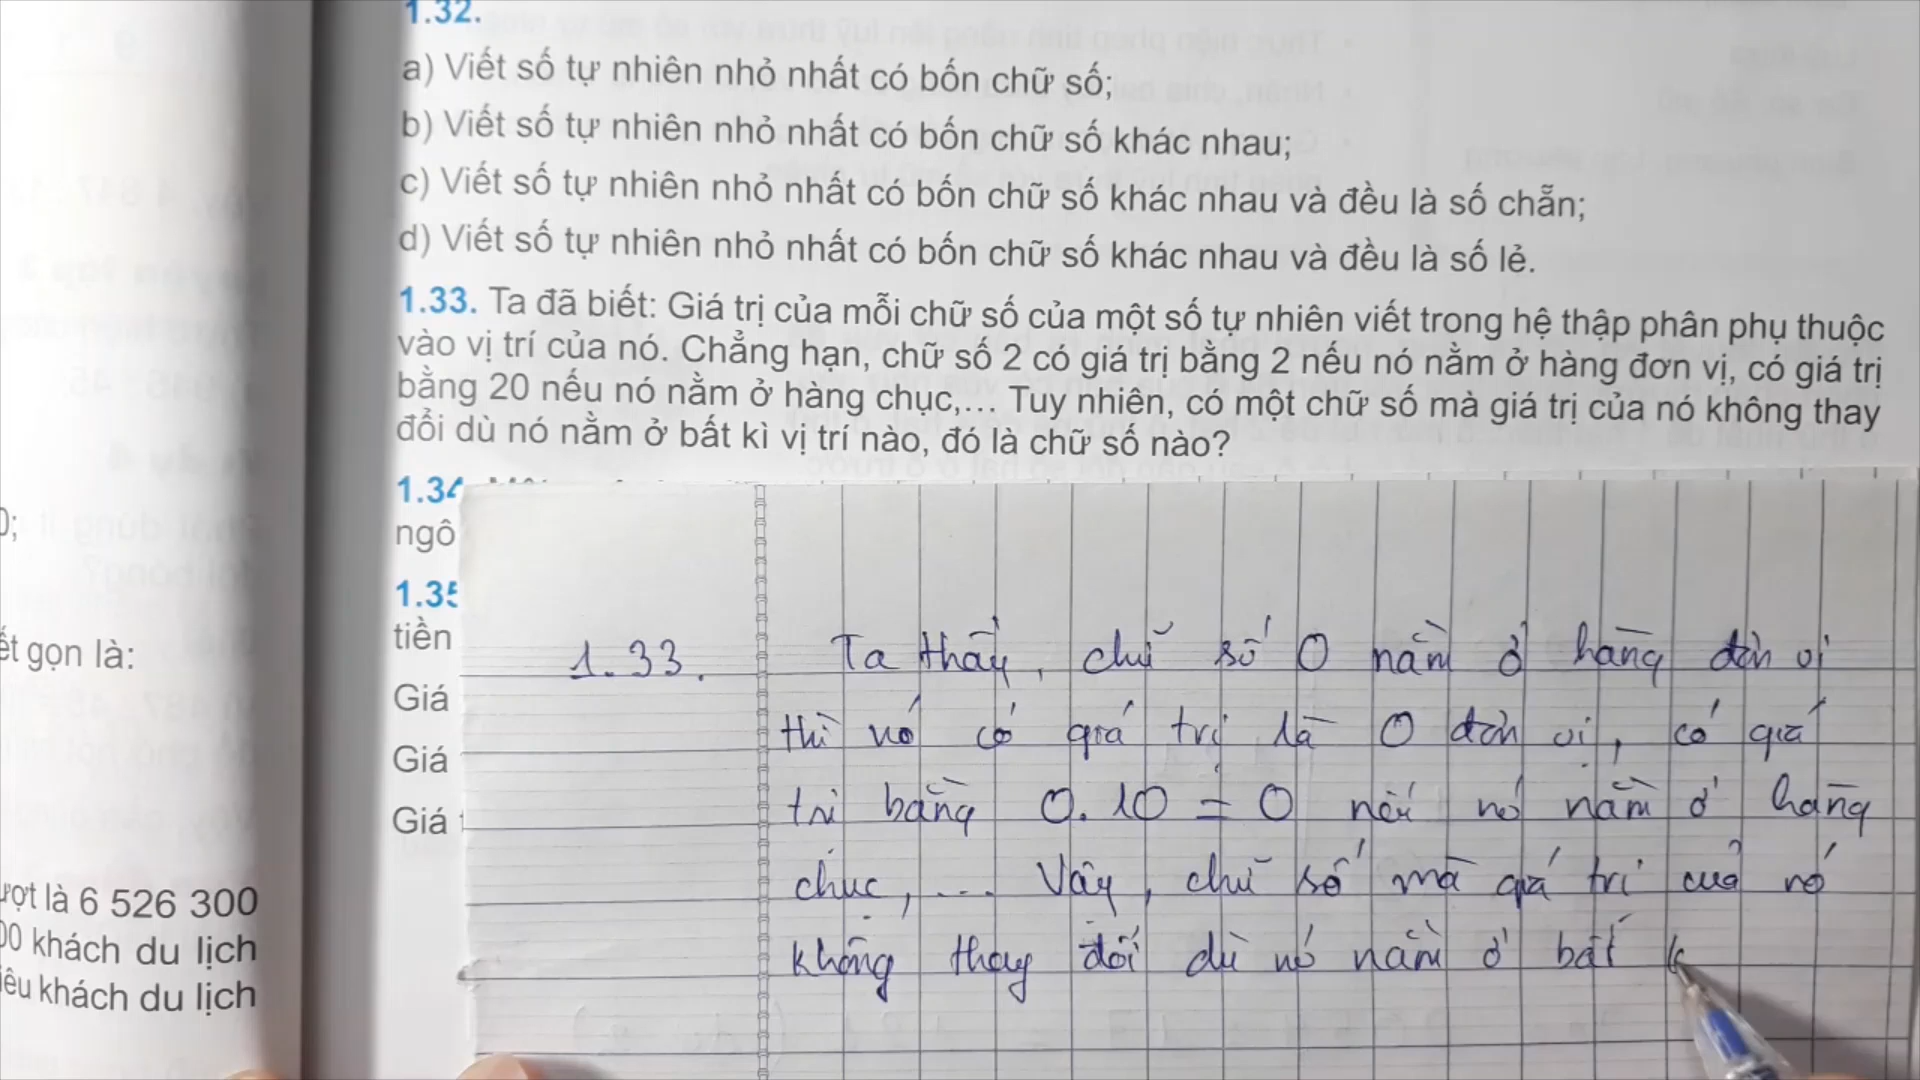 1.32.
a) Viết số tự nhiên nhỏ nhất có bốn chữ số;
b) Viết số tự nhiên nhỏ nhất có bốn chữ số khác nhau;
c) Viết số tự nhiên nhỏ nhất có bốn chữ số khác nhau và đều là số chẵn;
d) Viết số tự nhiên nhỏ nhất có bốn chữ số khác nhau và đều là số lẻ.
1.33. Ta đã biết: Giá trị của mỗi chữ số của một số tự nhiên viết trong hệ thập phân phụ thuộc
vào vị trí của nó. Chẳng hạn, chữ số 2 có giá trị bằng 2 nếu nó nằm ở hàng đơn vị, có giá trị
bằng 20 nếu nó nằm ở hàng chục,... Tuy nhiên, có một chữ số mà giá trị của nó không thay
đổi dù nó nằm ở bất kì vị trí nào, đó là chữ số nào?
1.34
ngô
1.35
tiền
Giá
Giá
Giá
0;
ết gọn là:
ượt là 6 526 300
00 khách du lịch
iêu khách du lịch
1.33. Ta thấy, chữ số 0 nằm ở hàng đơn vị
thì nó có giá trị là 0 đơn vị, có giá
trị bằng 0.10 = 0 nếu nó nằm ở hàng
chục, ... Vậy, chữ số mà giá trị của nó
không thay đổi dù nó nằm ở bất k